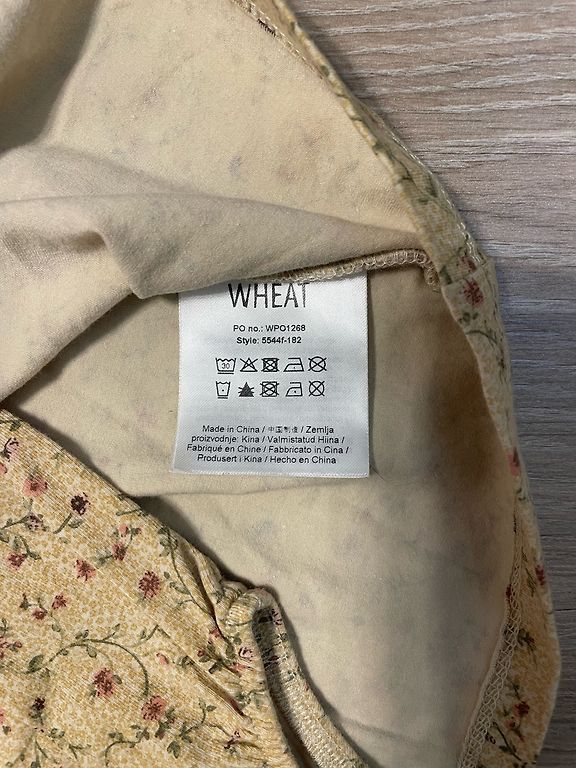 WHEAT
PO no.: WPO1268
Style: 5544f-182
30
Made in China / 中国制造 / Zemlja
proizvodnje: Kina / Valmistatud Hiina /
Fabriqué en Chine / Fabbricato in Cina /
Produsert i Kina / Hecho en China